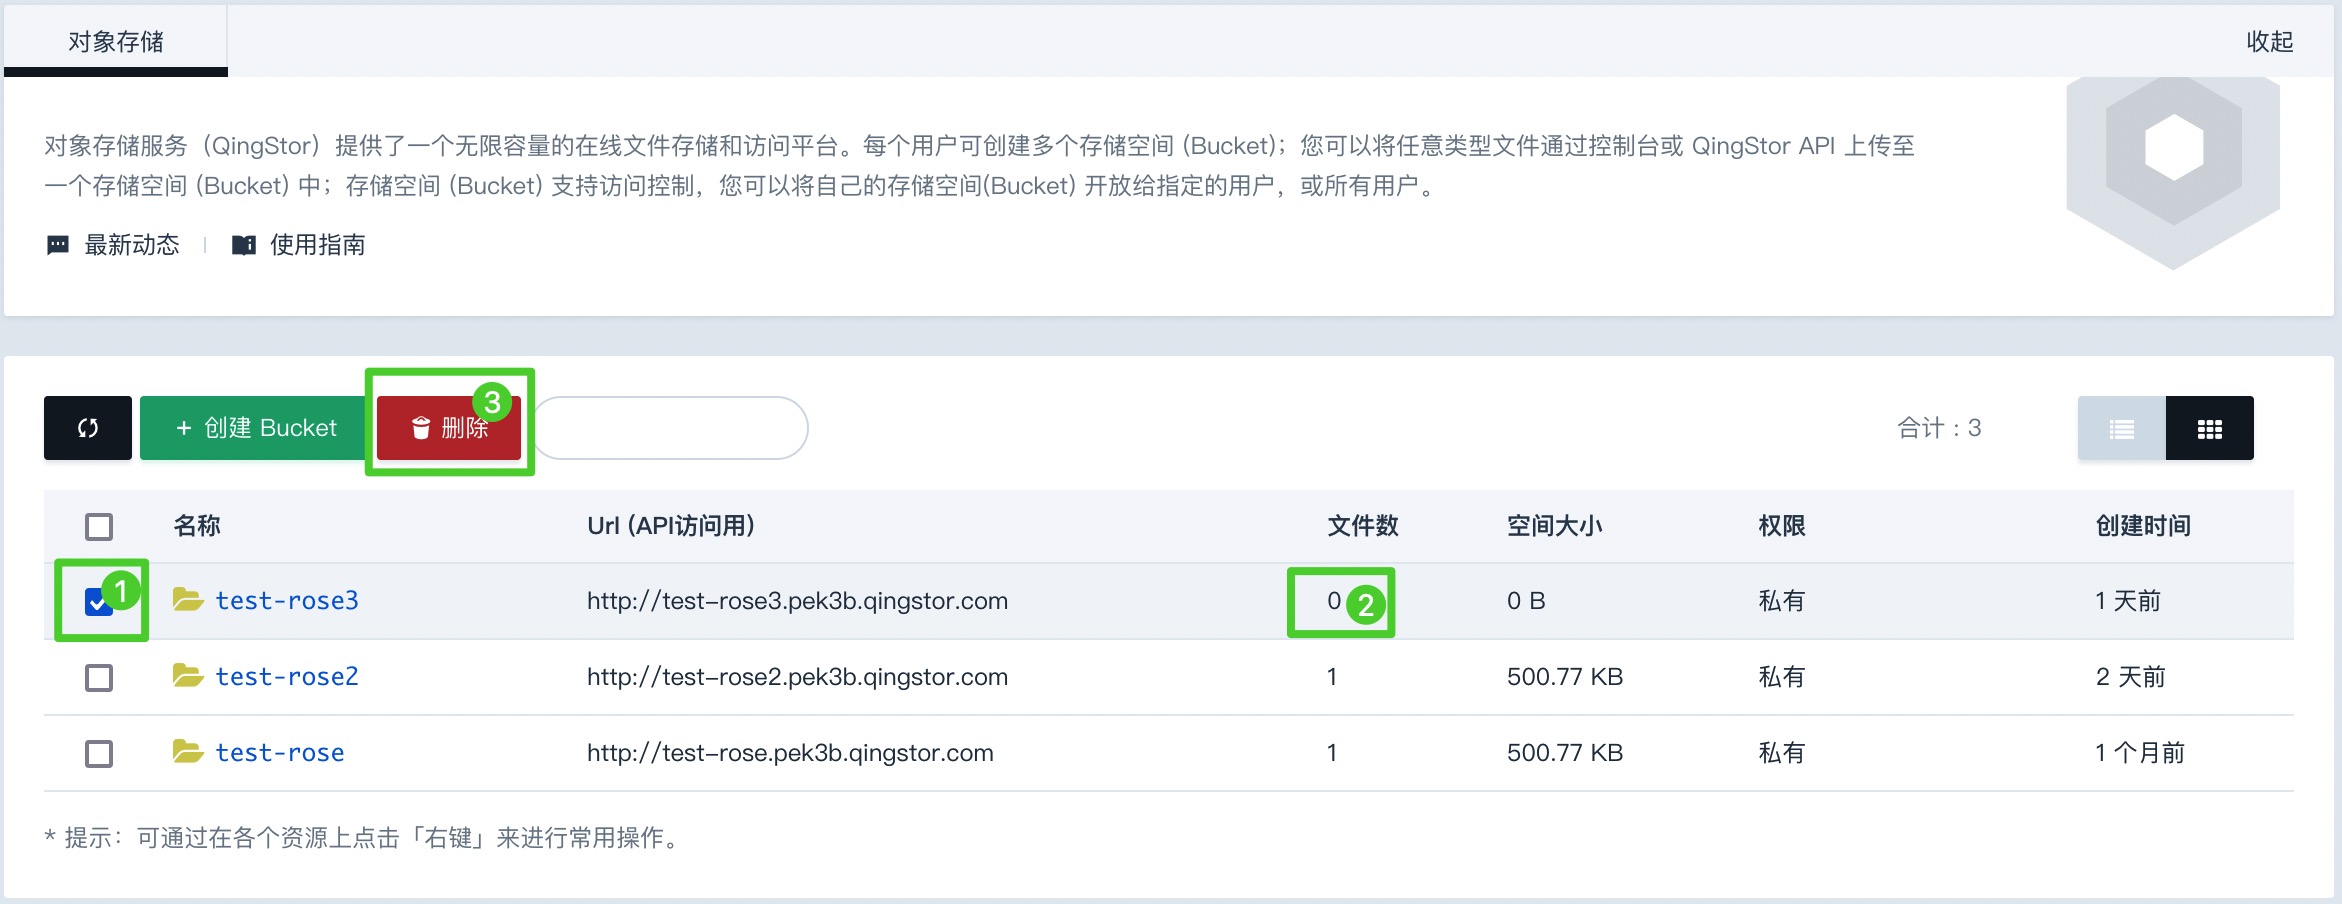 对象存储
收起
对象存储服务（QingStor）提供了一个无限容量的在线文件存储和访问平台。每个用户可创建多个存储空间 (Bucket)；您可以将任意类型文件通过控制台或 QingStor API 上传至
一个存储空间 (Bucket) 中；存储空间 (Bucket) 支持访问控制，您可以将自己的存储空间(Bucket) 开放给指定的用户，或所有用户。
最新动态 使用指南
+ 创建 Bucket 删除 3 合计 : 3
名称 Url (API访问用) 文件数 空间大小 权限 创建时间
1 test-rose3 http://test-rose3.pek3b.qingstor.com 0 2 0 B 私有 1 天前
test-rose2 http://test-rose2.pek3b.qingstor.com 1 500.77 KB 私有 2 天前
test-rose http://test-rose.pek3b.qingstor.com 1 500.77 KB 私有 1 个月前
* 提示：可通过在各个资源上点击「右键」来进行常用操作。